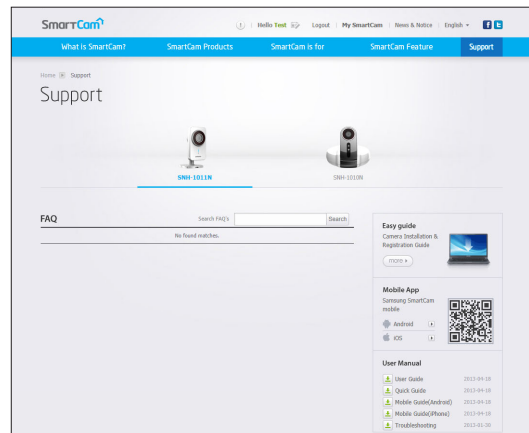 SMARTCAM
Hello Test Logout My SmartCam News & Notice English
What is SmartCam? SmartCam Products SmartCam is for SmartCam Feature Support
Home Support
Support
SNH-1011N SNH-1010N
FAQ Search FAQ's Search
No found matches.
Easy guide
Camera Installation &
Registration Guide
more
Mobile App
Samsung SmartCam
mobile
Android
iOS
User Manual
User Guide 2013-04-18
Quick Guide 2013-04-18
Mobile Guide(Android) 2013-04-18
Mobile Guide(iPhone) 2013-04-18
Troubleshooting 2013-01-30